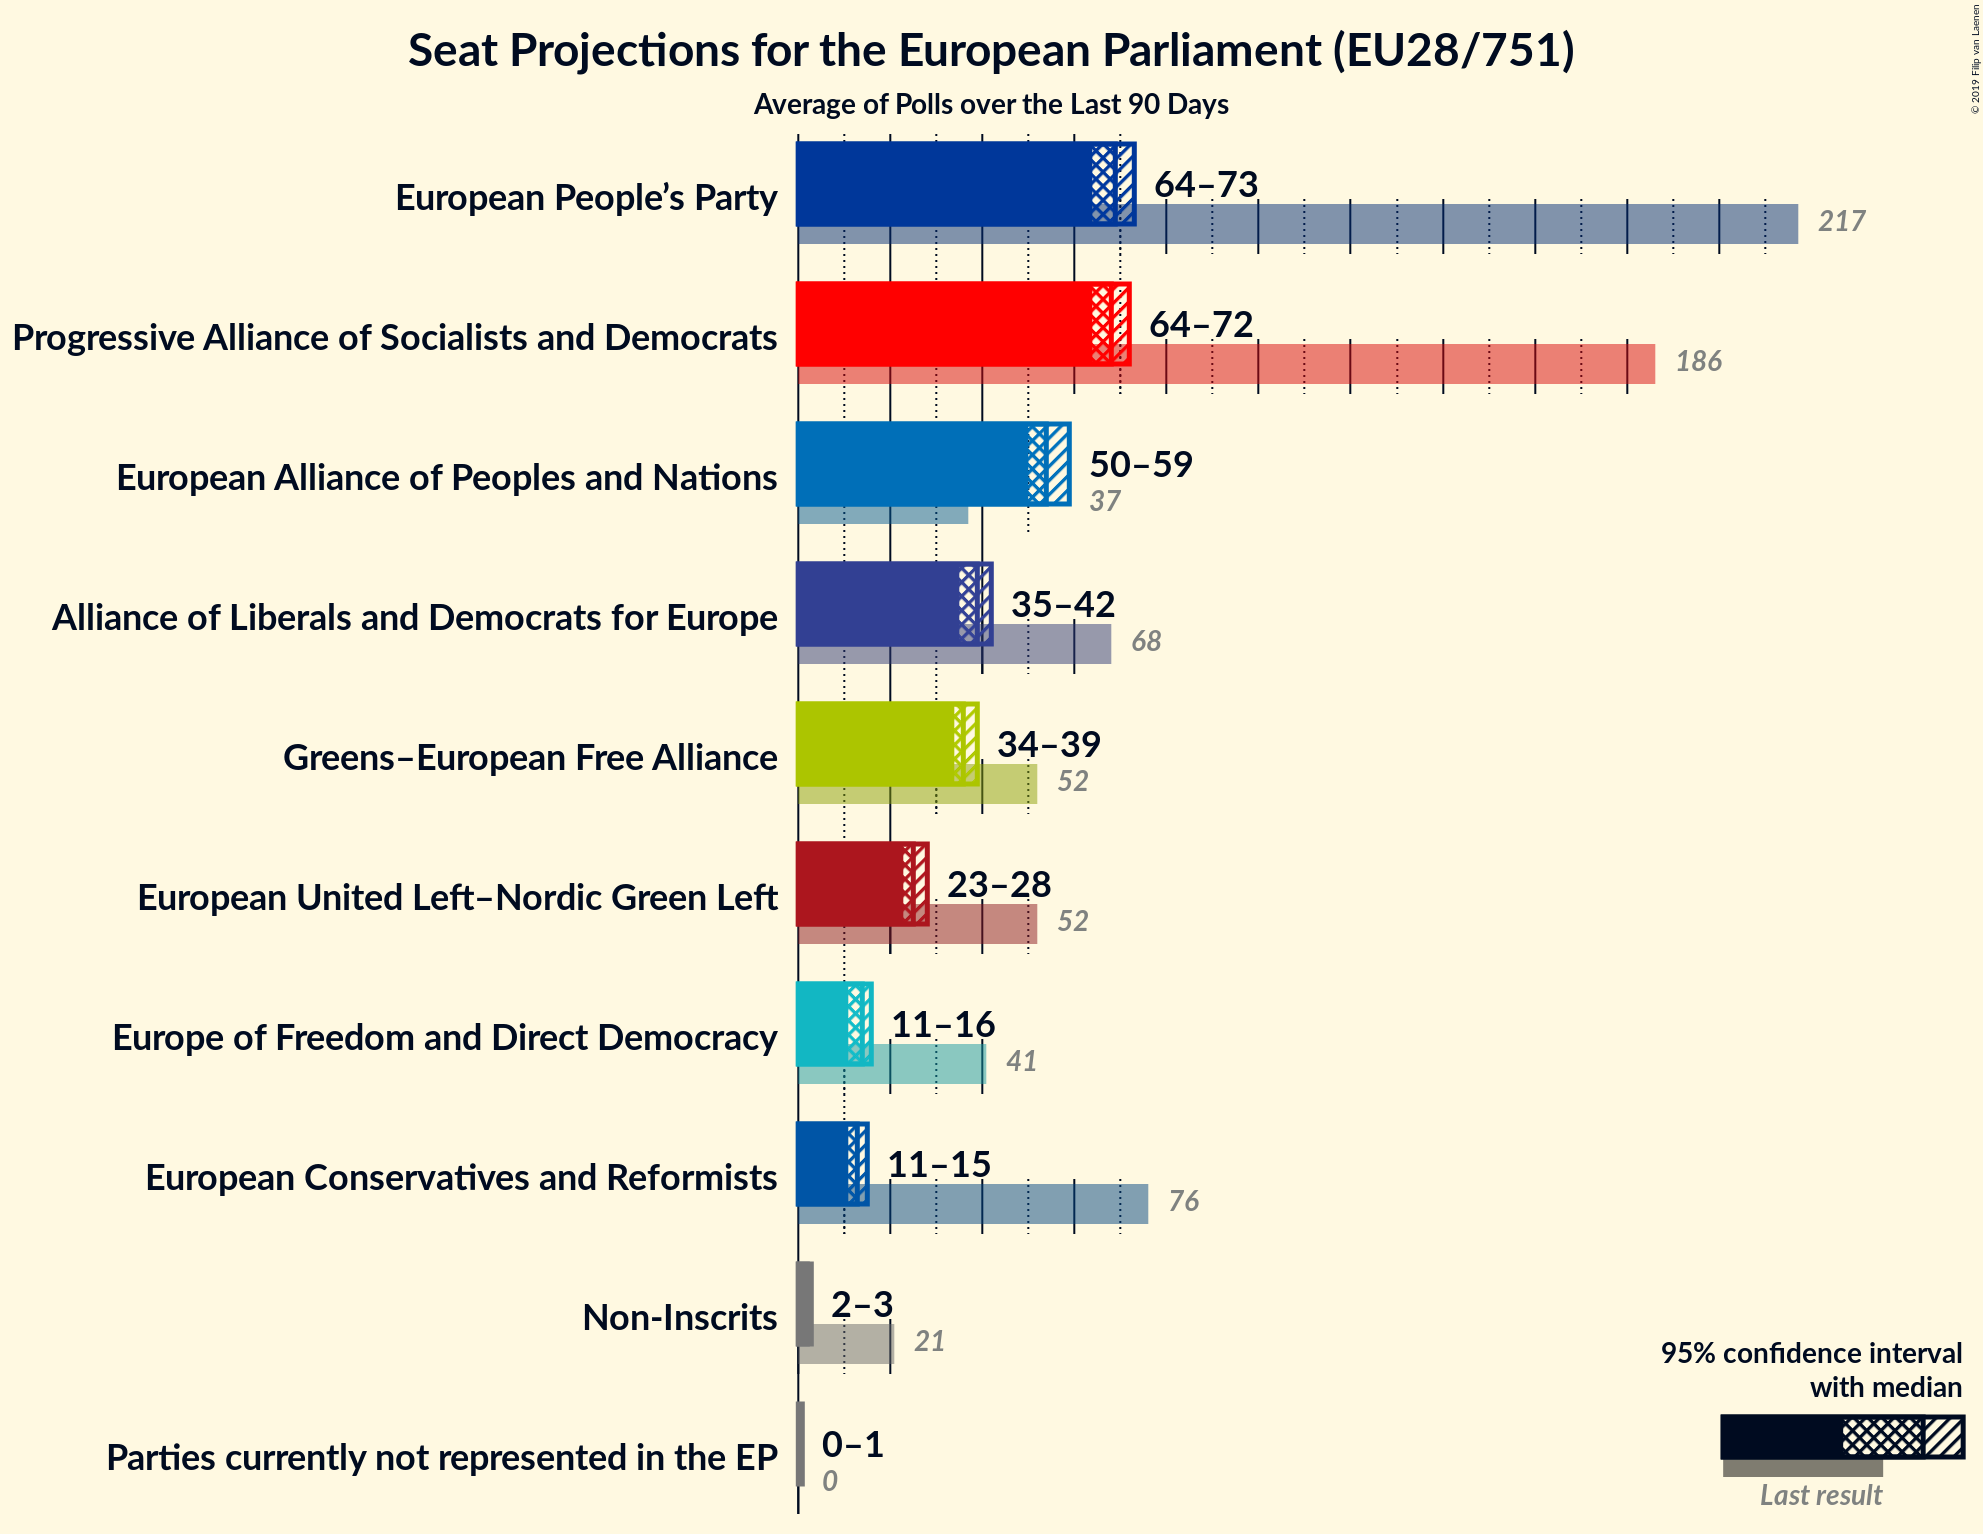 Seat Projections for the European Parliament (EU28/751)
Average of Polls over the Last 90 Days
© 2019 Filip van Laenen
European People’s Party
64–73
217
Progressive Alliance of Socialists and Democrats
64–72
186
European Alliance of Peoples and Nations
50–59
37
Alliance of Liberals and Democrats for Europe
35–42
68
Greens–European Free Alliance
34–39
52
European United Left–Nordic Green Left
23–28
52
Europe of Freedom and Direct Democracy
11–16
41
European Conservatives and Reformists
11–15
76
Non-Inscrits
2–3
21
Parties currently not represented in the EP
0–1
0
95% confidence interval
with median
Last result